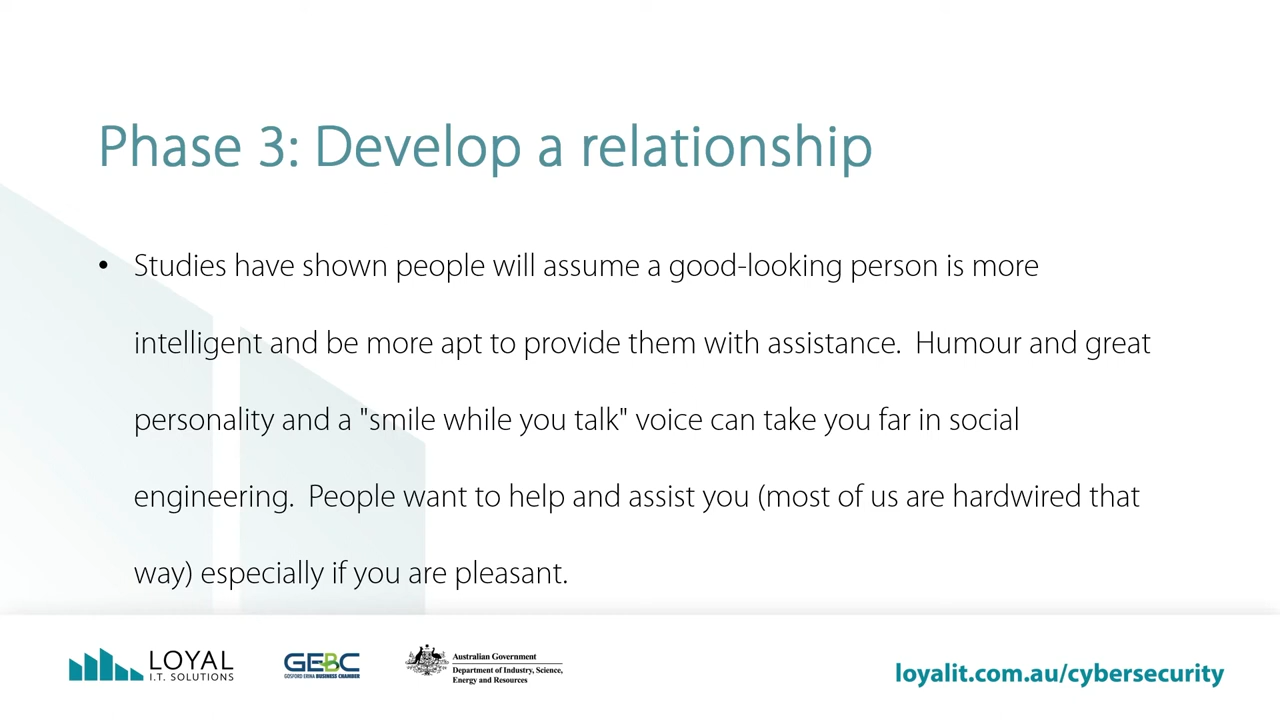 Phase 3: Develop a relationship
• Studies have shown people will assume a good-looking person is more
intelligent and be more apt to provide them with assistance.  Humour and great
personality and a "smile while you talk" voice can take you far in social
engineering.  People want to help and assist you (most of us are hardwired that
way) especially if you are pleasant.
LOYAL
I.T. SOLUTIONS
GEBC
GOSFORD ERINA BUSINESS CHAMBER
Australian Government
Department of Industry, Science,
Energy and Resources
loyalit.com.au/cybersecurity